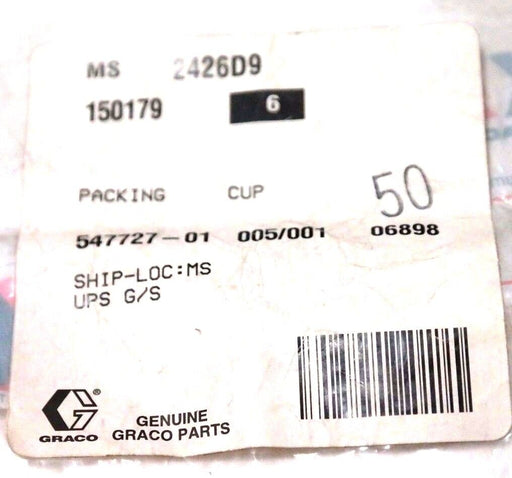 MS 2426D9
150179 6
PACKING CUP 50
547727-01 005/001 06898
SHIP-LOC:MS
UPS G/S
®
GRACO
GENUINE
GRACO PARTS